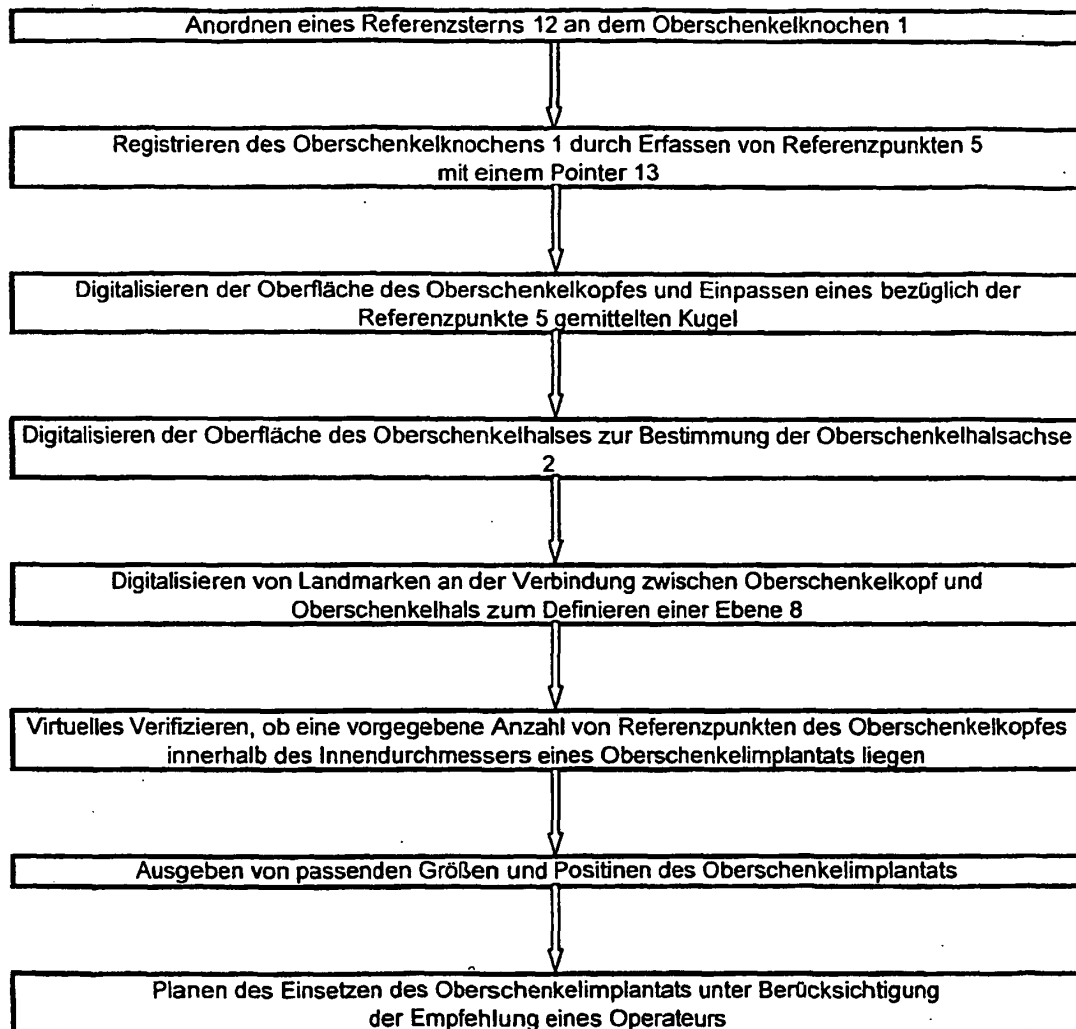 Anordnen eines Referenzsterns 12 an dem Oberschenkelknochen 1
Registrieren des Oberschenkelknochens 1 durch Erfassen von Referenzpunkten 5
mit einem Pointer 13
Digitalisieren der Oberfläche des Oberschenkelkopfes und Einpassen eines bezüglich der
Referenzpunkte 5 gemittelten Kugel
Digitalisieren der Oberfläche des Oberschenkelhalses zur Bestimmung der Oberschenkelhalsachse
2
Digitalisieren von Landmarken an der Verbindung zwischen Oberschenkelkopf und
Oberschenkelhals zum Definieren einer Ebene 8
Virtuelles Verifizieren, ob eine vorgegebene Anzahl von Referenzpunkten des Oberschenkelkopfes
innerhalb des Innendurchmessers eines Oberschenkelimplantats liegen
Ausgeben von passenden Größen und Positinen des Oberschenkelimplantats
Planen des Einsetzen des Oberschenkelimplantats unter Berücksichtigung
der Empfehlung eines Operateurs